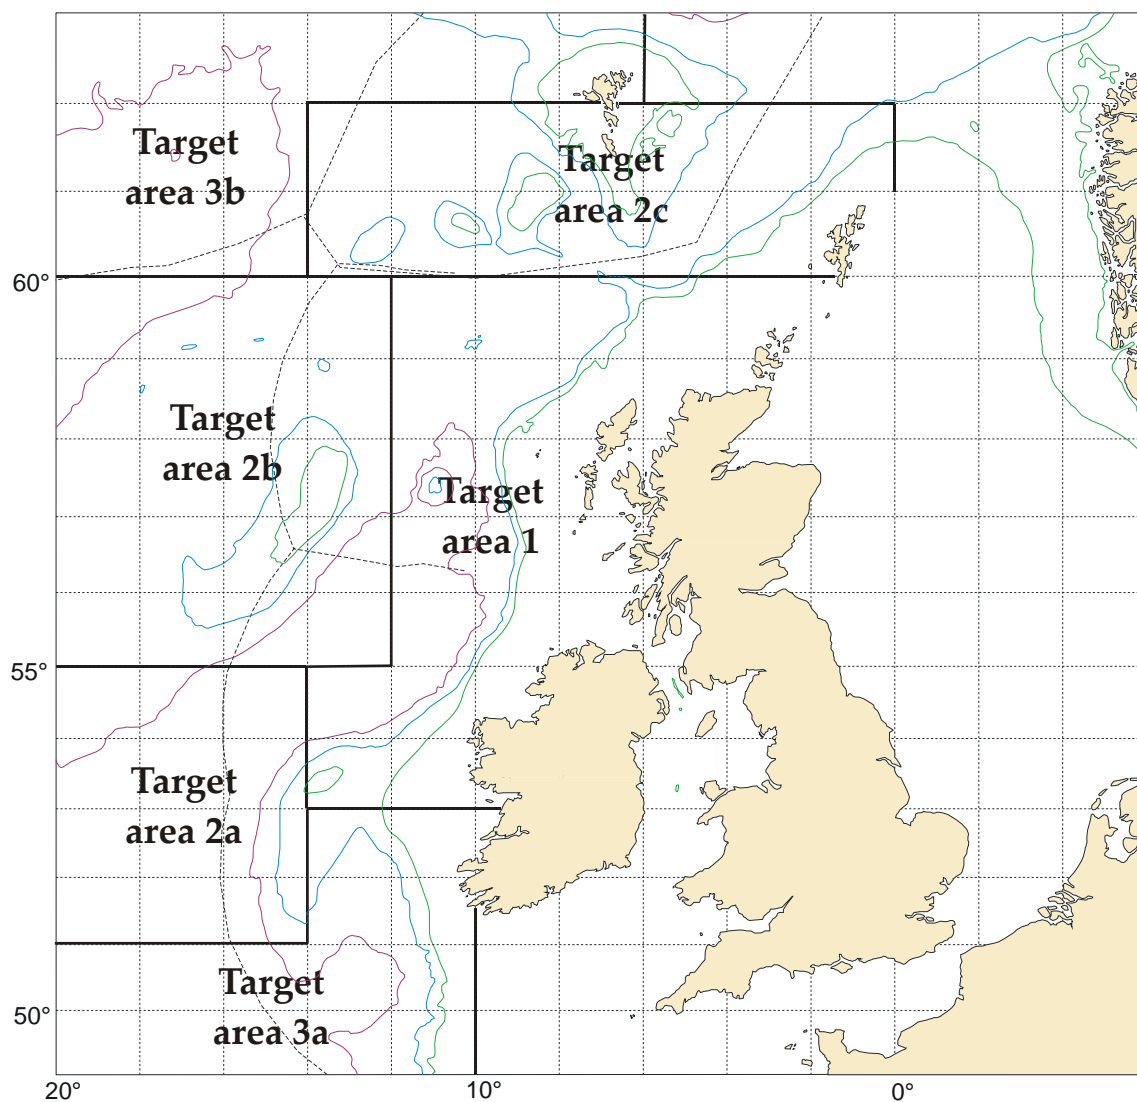 Target
area 3b
Target
area 2c
60°
Target
area 2b
Target
area 1
55°
Target
area 2a
Target
area 3a
50°
20°
10°
0°